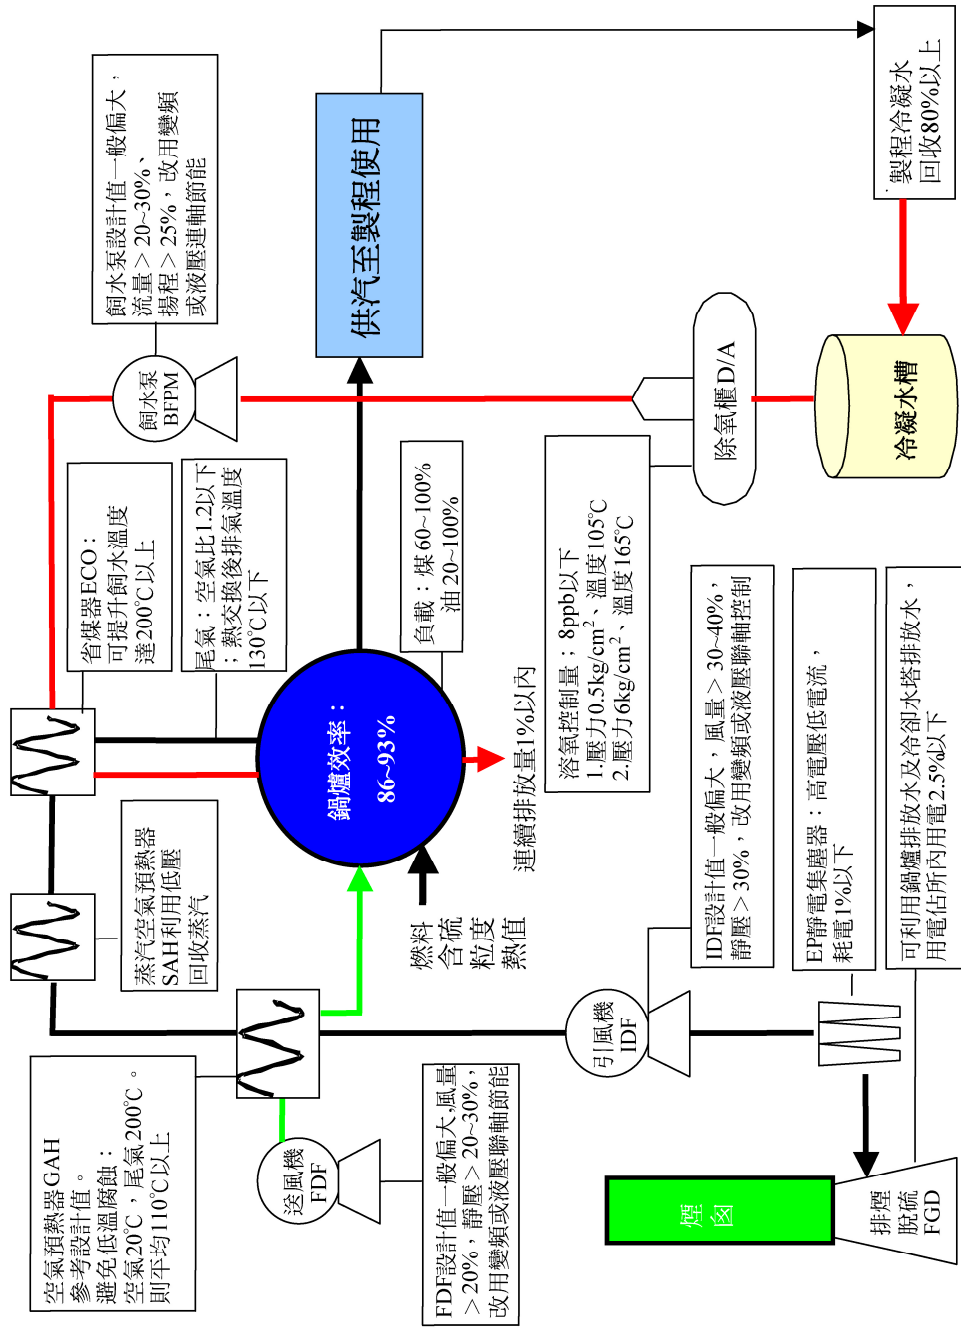 空氣預熱器GAH
參考設計值。
避免低溫腐蝕：
空氣20℃，尾氣200℃。
則平均110℃以上
蒸汽空氣預熱器
SAH利用低壓
回收蒸汽
省煤器ECO：
可提升飼水溫度
達200℃以上
飼水泵設計值一般偏大，
流量＞20~30%、
揚程＞25%，改用變頻
或液壓連軸節能
飼水泵
BFPM
尾氣：空氣比1.2以下
；熱交換後排氣溫度
130℃以下
送風機
FDF
鍋爐效率：
86~93%
供汽至製程使用
負載：煤60~100%
油20~100%
燃料
含硫
粒度
熱值
連續排放量1%以內
FDF設計值一般偏大,風量
＞20%，靜壓＞20~30%，
改用變頻或液壓聯軸節能
溶氧控制量；8ppb以下
1.壓力0.5kg/cm²、溫度105℃
2.壓力6kg/cm²、溫度165℃
引風機
IDF
除氧櫃D/A
IDF設計值一般偏大，風量＞30~40%，
靜壓＞30%，改用變頻或液壓聯軸控制
煙囪
EP靜電集塵器：高電壓低電流，
耗電1%以下
冷凝水槽
製程冷凝水
回收80%以上
排煙
脫硫
FGD
可利用鍋爐排放水及冷卻水塔排放水，
用電佔所內用電2.5%以下